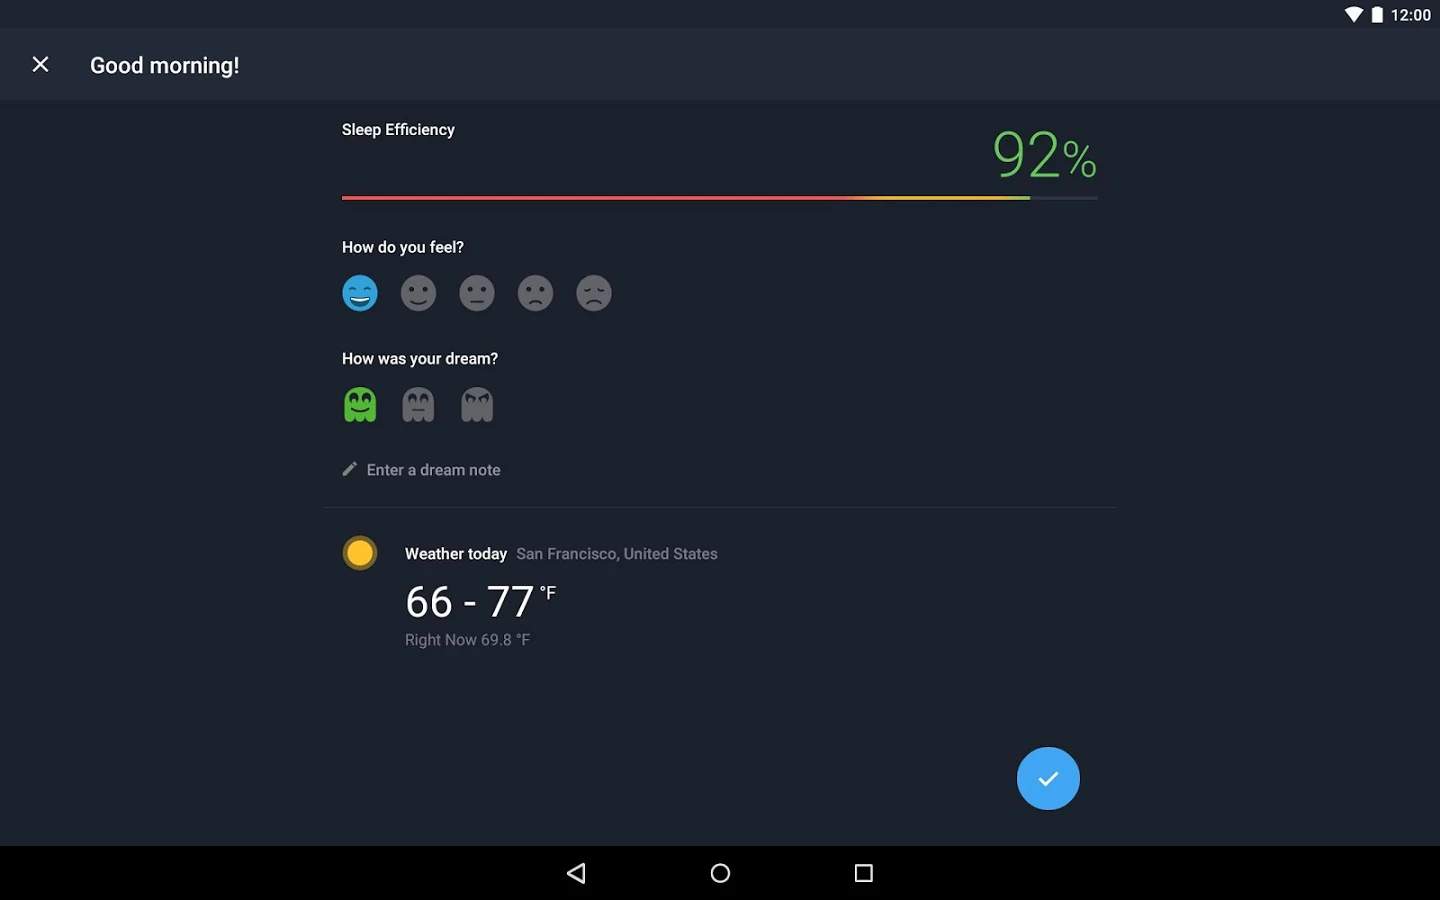 12:00
Good morning!
Sleep Efficiency
92%
How do you feel?
How was your dream?
Enter a dream note
Weather today San Francisco, United States
66 - 77 °F
Right Now 69.8 °F